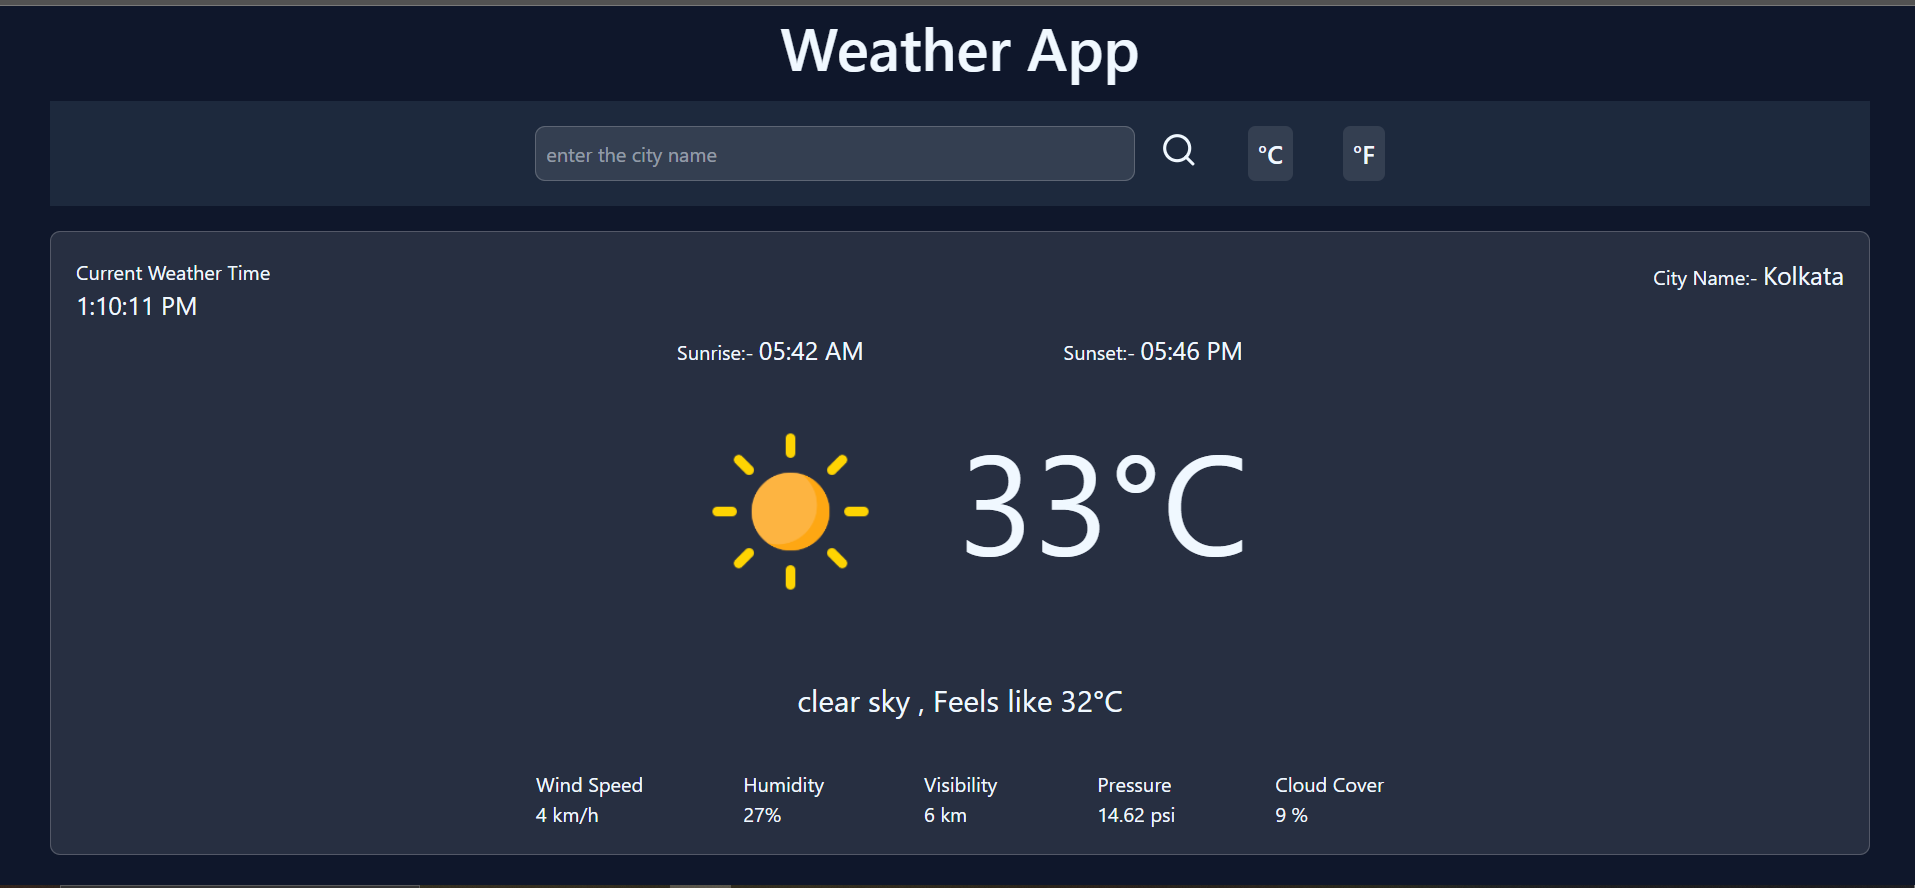 Weather App
enter the city name
°C
°F
Current Weather Time
1:10:11 PM
City Name:- Kolkata
Sunrise:- 05:42 AM
Sunset:- 05:46 PM
33°C
clear sky , Feels like 32°C
Wind Speed
4 km/h
Humidity
27%
Visibility
6 km
Pressure
14.62 psi
Cloud Cover
9 %